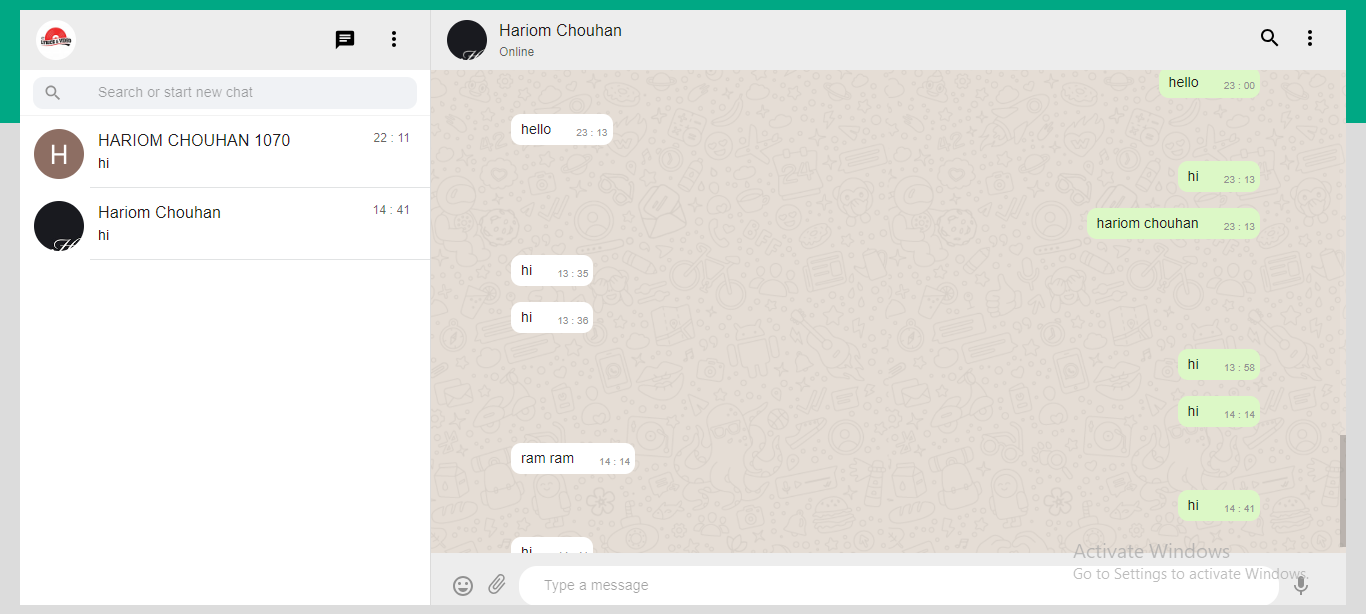 Hariom Chouhan
Online
Search or start new chat
HARIOM CHOUHAN 1070
22 : 11
hi
Hariom Chouhan
14 : 41
hi
hello 23 : 00
hello 23 : 13
hi 23 : 13
hariom chouhan 23 : 13
hi 13 : 35
hi 13 : 36
hi 13 : 58
hi 14 : 14
ram ram 14 : 14
hi 14 : 41
hi
Activate Windows
Go to Settings to activate Windows.
Type a message
H